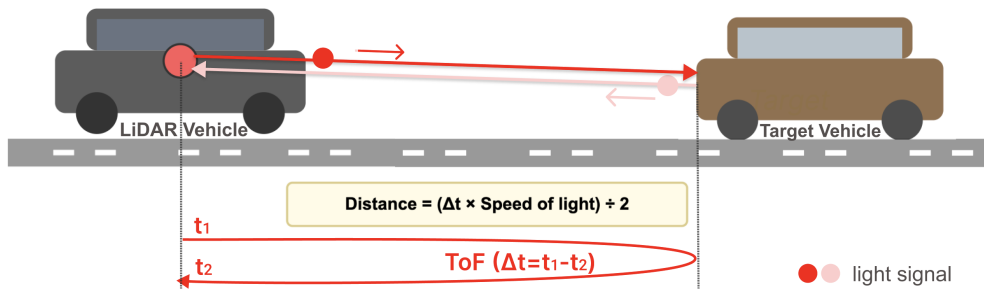 LiDAR Vehicle
Target Vehicle
Distance = (Δt × Speed of light) ÷ 2
t₁
t₂
ToF (Δt=t₁-t₂)
light signal